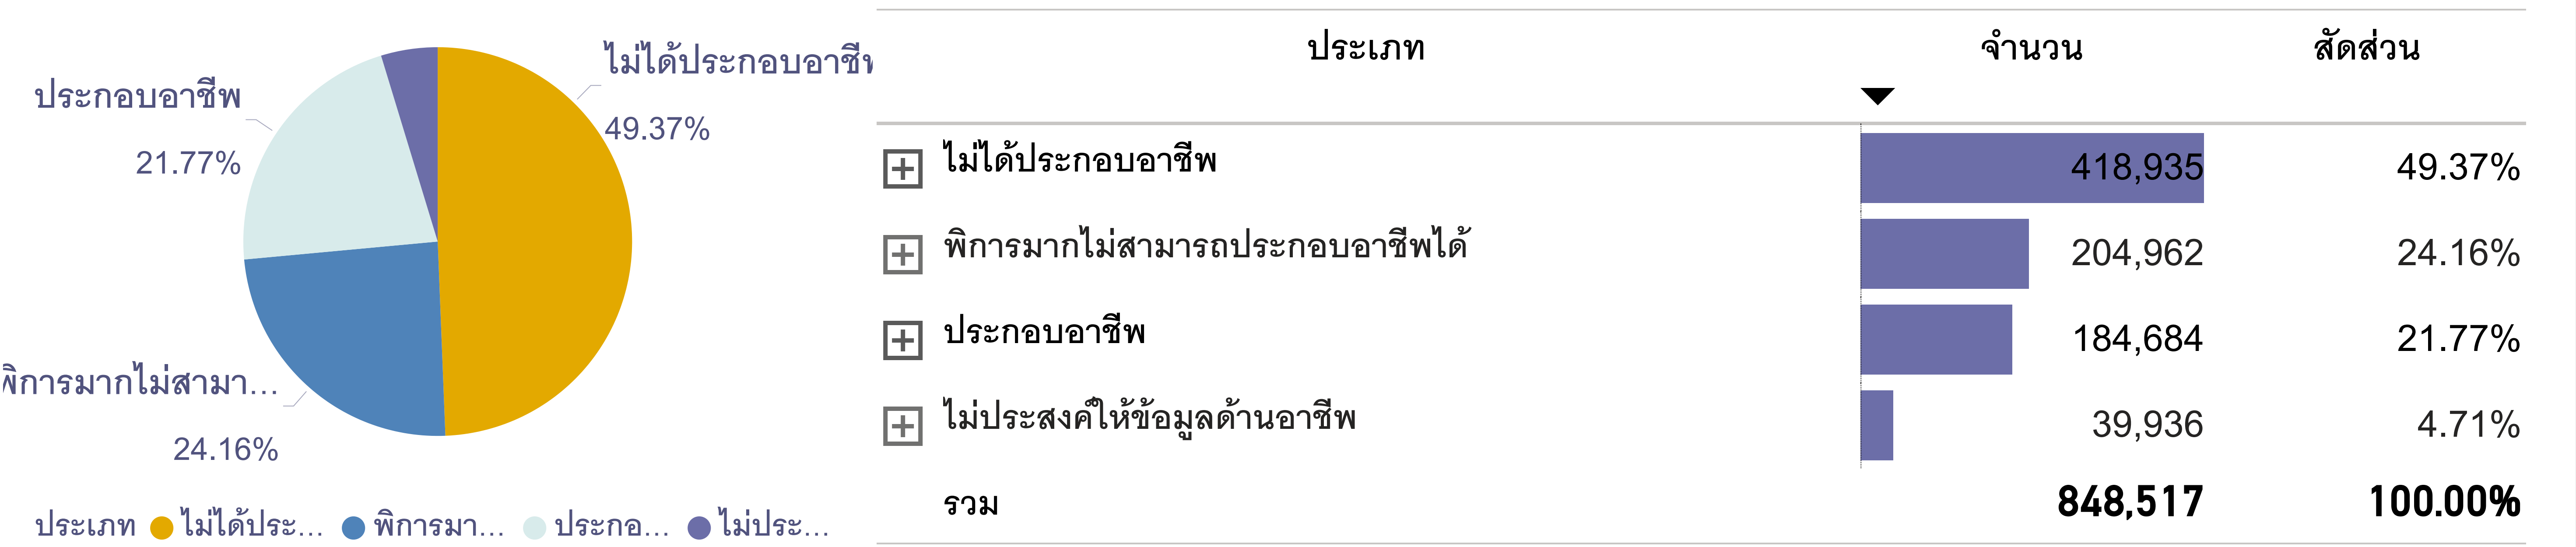 ไม่ได้ประกอบอาชีพ
49.37%
ประกอบอาชีพ
21.77%
พิการมากไม่สามา...
24.16%
ประเภท ไม่ได้ประ... พิการมา... ประกอ... ไม่ประ...
ประเภท จำนวน สัดส่วน
ไม่ได้ประกอบอาชีพ 418,935 49.37%
พิการมากไม่สามารถประกอบอาชีพได้ 204,962 24.16%
ประกอบอาชีพ 184,684 21.77%
ไม่ประสงค์ให้ข้อมูลด้านอาชีพ 39,936 4.71%
รวม 848,517 100.00%